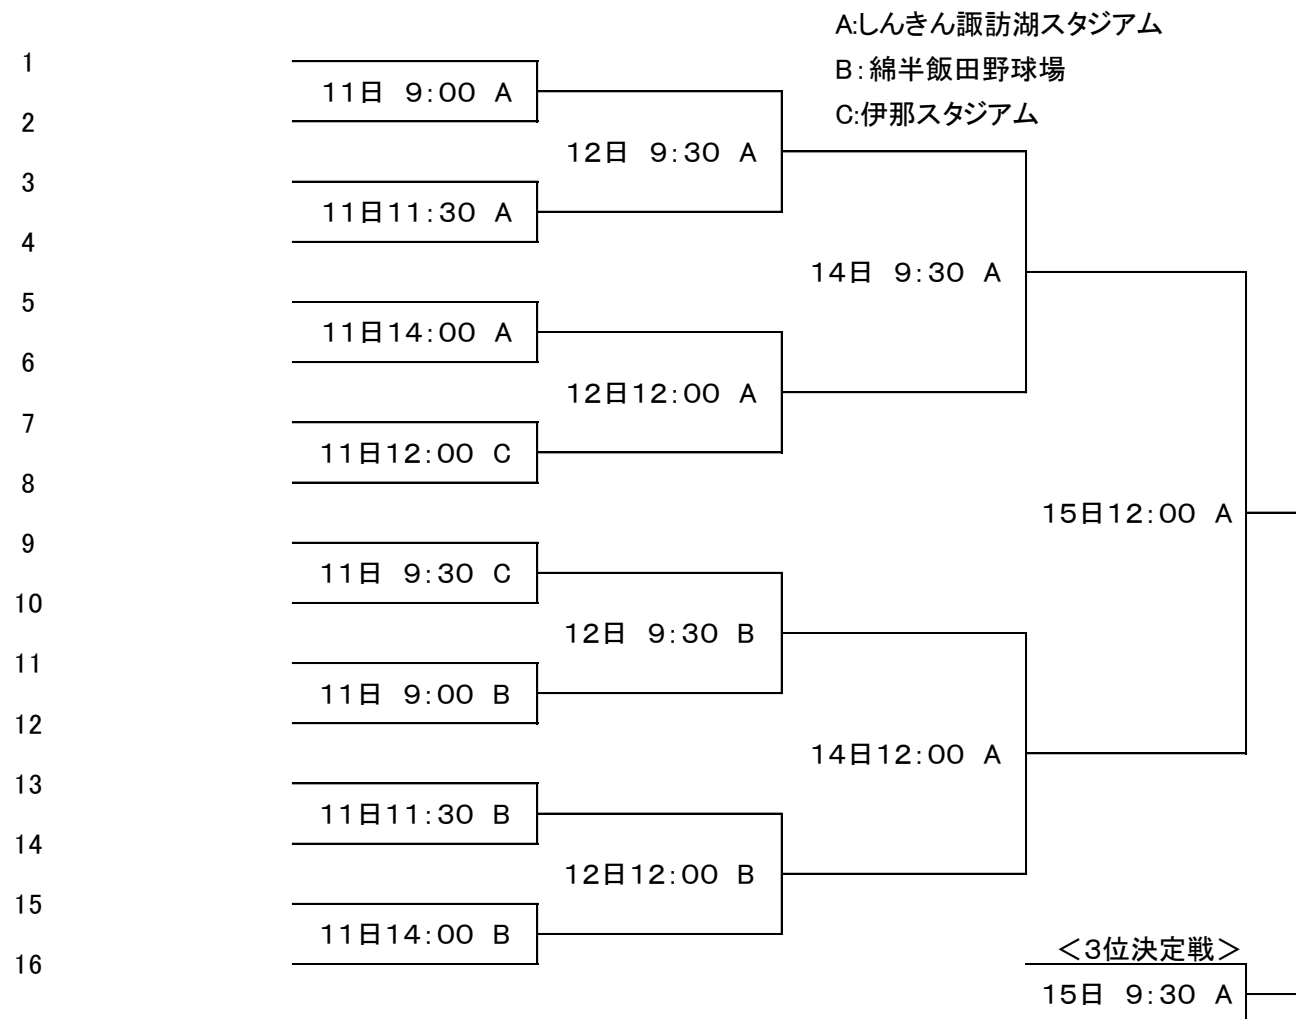 A:しんきん諏訪湖スタジアム
1
B:綿半飯田野球場
11日 9:00 A
C:伊那スタジアム
2
12日 9:30 A
3
11日11:30 A
4
14日 9:30 A
5
11日14:00 A
6
12日12:00 A
7
11日12:00 C
8
15日12:00 A
9
11日 9:30 C
10
12日 9:30 B
11
11日 9:00 B
12
14日12:00 A
13
11日11:30 B
14
12日12:00 B
15
11日14:00 B
<3位決定戦>
16
15日 9:30 A